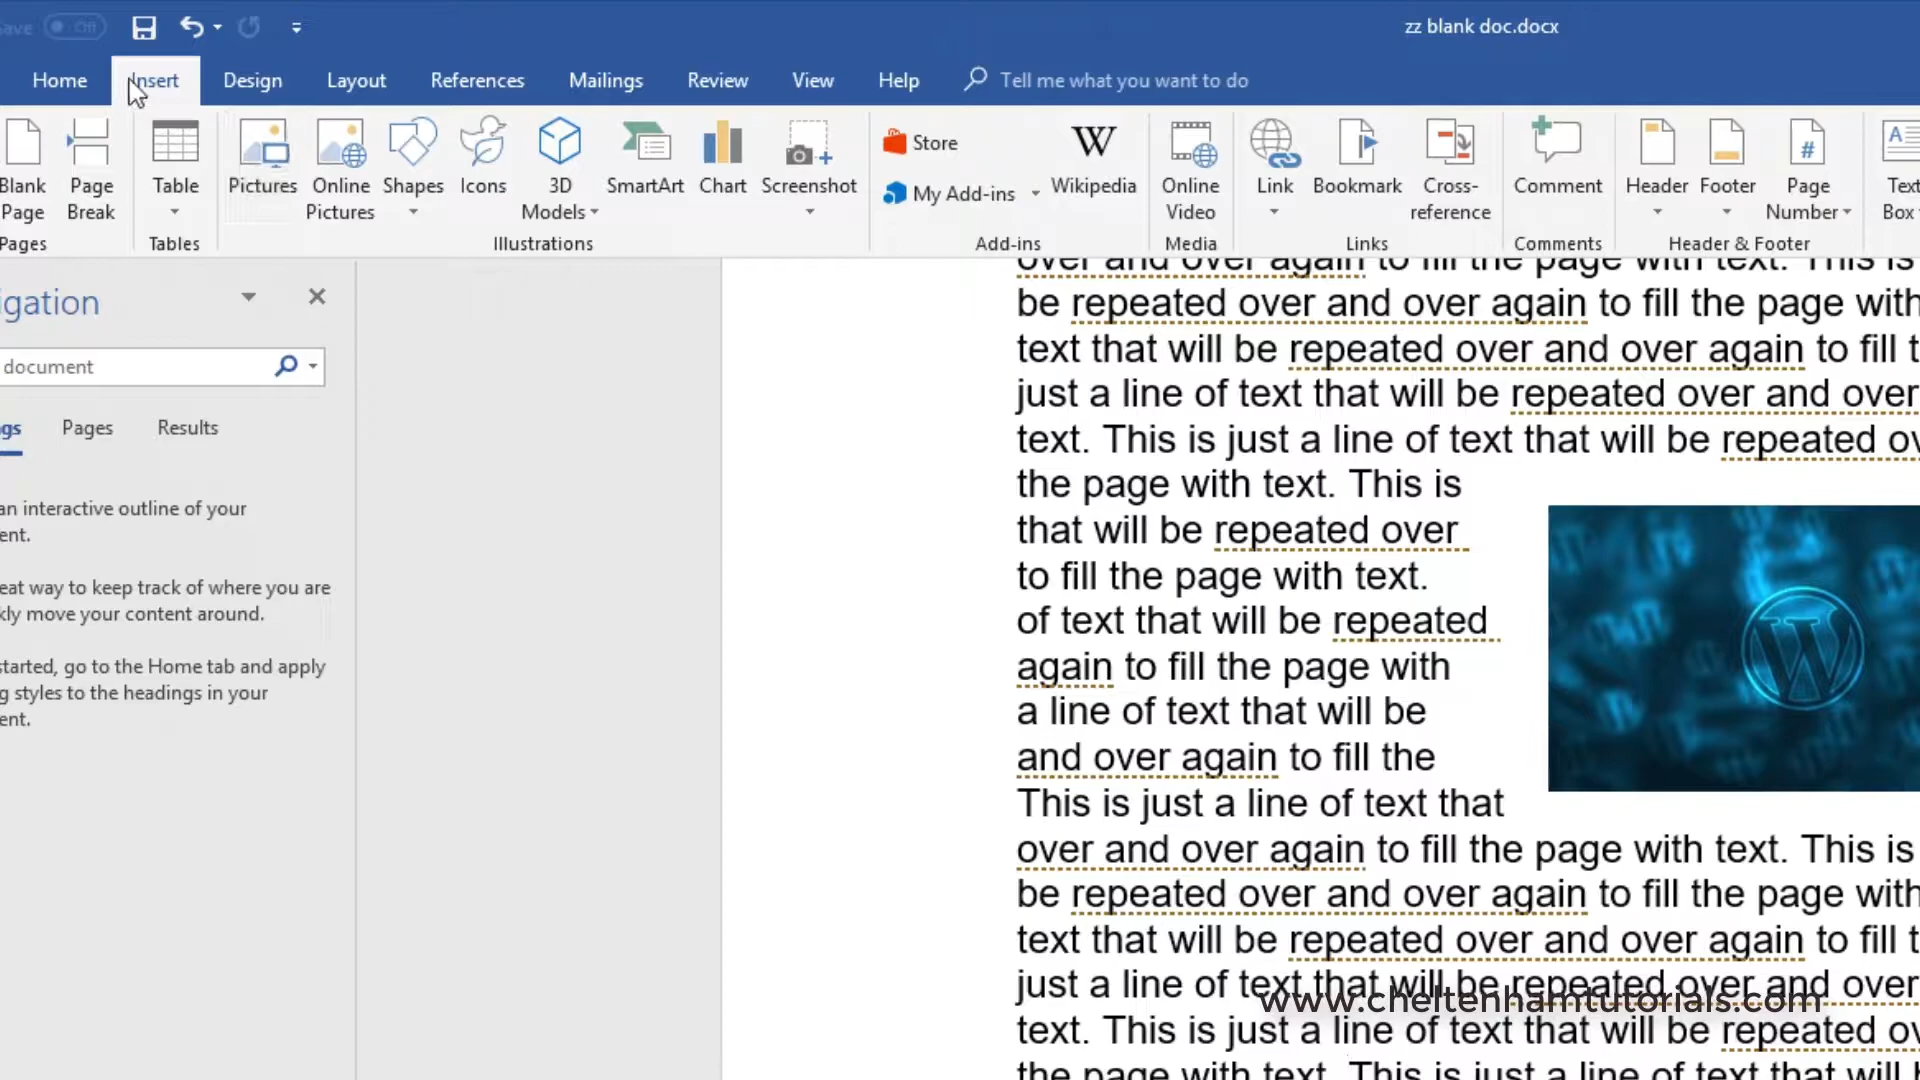 ave Off zz blank doc.docx
Home Insert Design Layout References Mailings Review View Help Tell me what you want to do
Blank Page
Page Break
Table
Pictures
Online Pictures
Shapes
Icons
3D Models
SmartArt
Chart
Screenshot
Store
My Add-ins
Wikipedia
Online Video
Link
Bookmark
Cross-reference
Comment
Header
Footer
Page Number
Text Box
Pages Tables Illustrations Add-ins Media Links Comments Header & Footer
igation
document
gs Pages Results
an interactive outline of your
ent.
eat way to keep track of where you are
kly move your content around.
started, go to the Home tab and apply
g styles to the headings in your
ent.
over and over again to fill the page with text. This is
be repeated over and over again to fill the page with
text that will be repeated over and over again to fill t
just a line of text that will be repeated over and over
text. This is just a line of text that will be repeated ov
the page with text. This is
that will be repeated over
to fill the page with text.
of text that will be repeated
again to fill the page with
a line of text that will be
and over again to fill the
This is just a line of text that
over and over again to fill the page with text. This is
be repeated over and over again to fill the page with
text that will be repeated over and over again to fill t
just a line of text that will be repeated over and over
text. This is just a line of text that will be repeated ov
the page with text. This is just a line of text that will b
www.cheltenhamtutorials.com